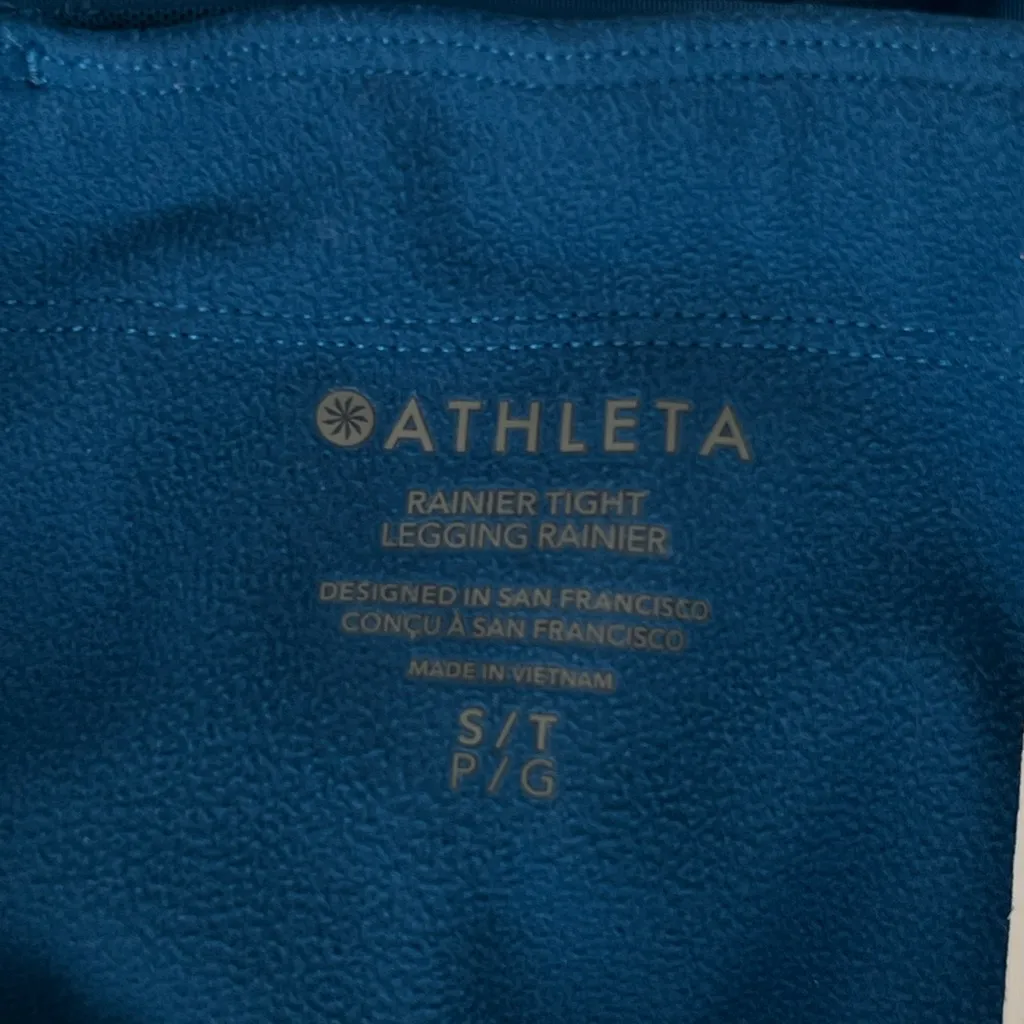 ATHLETA
RAINIER TIGHT
LEGGING RAINIER
DESIGNED IN SAN FRANCISCO
CONÇU À SAN FRANCISCO
MADE IN VIETNAM
S / T
P / G